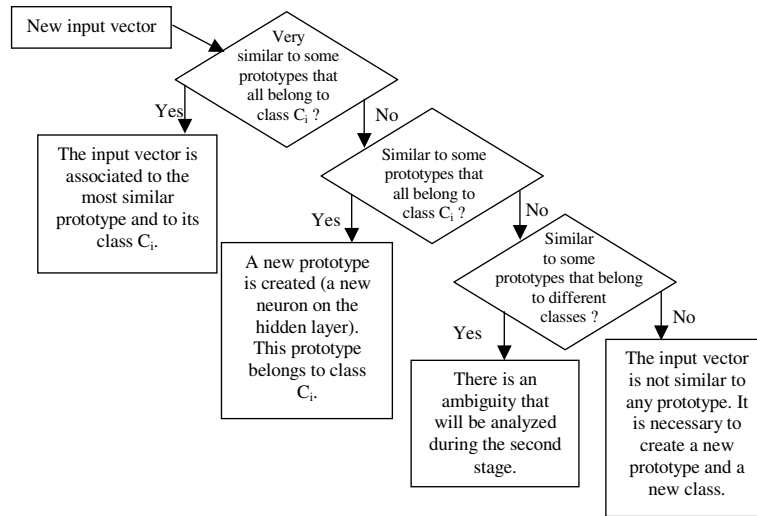 New input vector
Very
similar to some
prototypes that
all belong to
class Ci ?
Yes
No
The input vector is
associated to the
most similar
prototype and to its
class Ci.
Similar to some
prototypes that
all belong to
class Ci ?
Yes
No
A new prototype
is created (a new
neuron on the
hidden layer).
This prototype
belongs to class
Ci.
Similar
to some
prototypes that belong
to different
classes ?
Yes
No
There is an
ambiguity that
will be analyzed
during the second
stage.
The input vector
is not similar to
any prototype. It
is necessary to
create a new
prototype and a
new class.